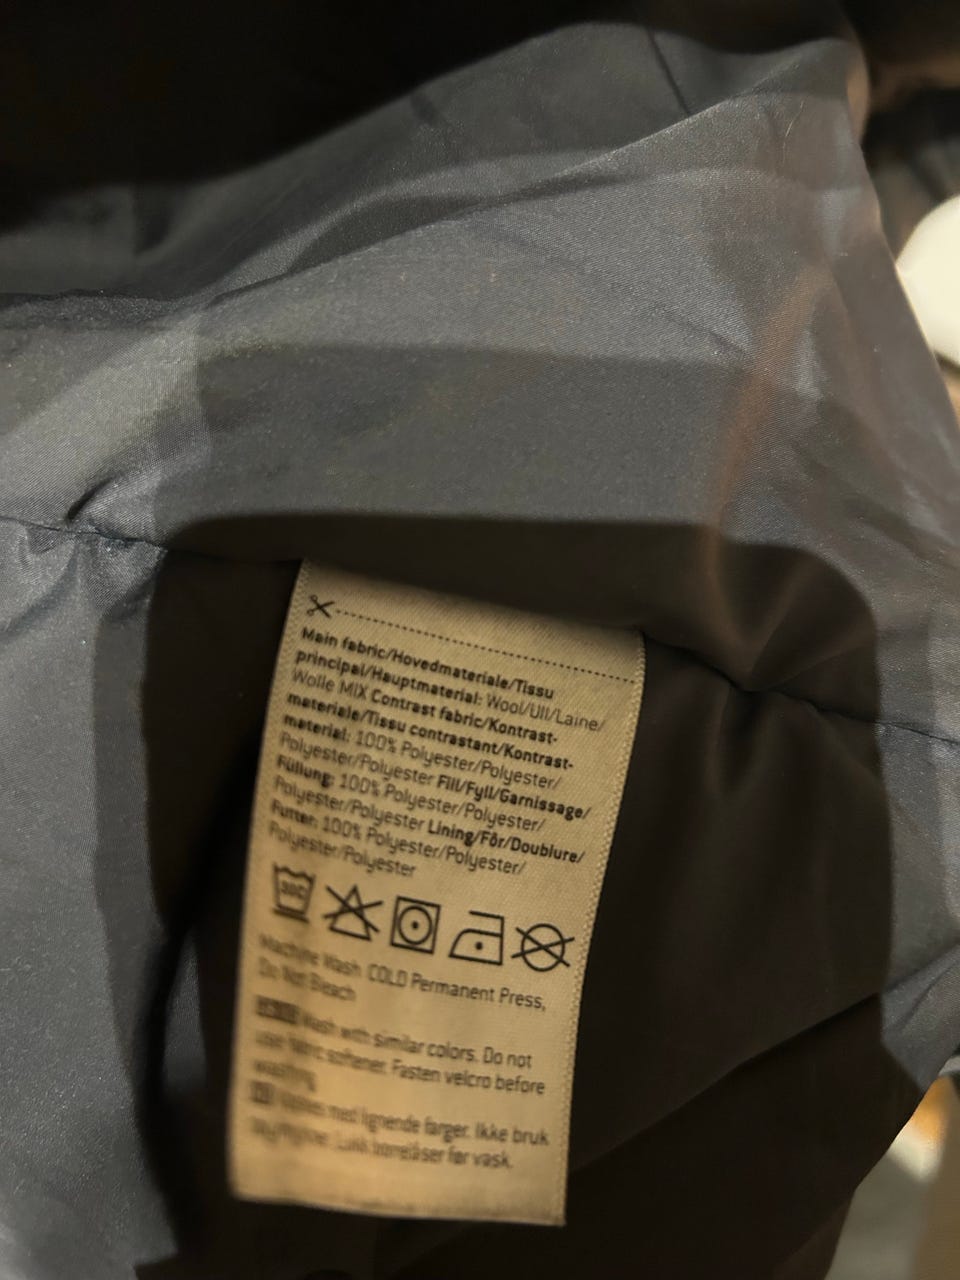 Main fabric/Hovedmateriale/Tissu
principal/Hauptmaterial: Wool/Ull/Laine/
Wolle MIX Contrast fabric/Kontrast-
materiale/Tissu contrastant/Kontrast-
material: 100% Polyester/Polyester/
Polyester/Polyester Fill/Fyll/Garnissage/
Füllung: 100% Polyester/Polyester/
Polyester/Polyester Lining/Fôr/Doublure/
Futter: 100% Polyester/Polyester/
Polyester/Polyester
30C
Machine Wash COLD Permanent Press,
Do Not Bleach
Wash with similar colors. Do not
use fabric softener. Fasten velcro before
washing
med lignende farger. Ikke bruk
borrelåser før vask.